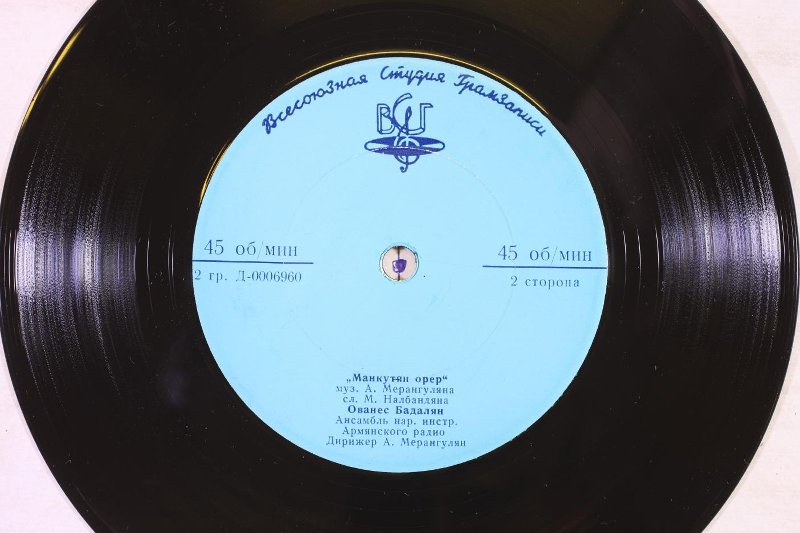 Всесоюзная Студия Грамзаписи
ВСГ
45 об/мин
2 гр. Д-0006960
45 об/мин
2 сторона
„Манкутян орер“
муз. А. Мерангуляна
сл. М. Налбандяна
Ованес Бадалян
Ансамбль нар. инстр.
Армянского радио
Дирижер А. Мерангулян